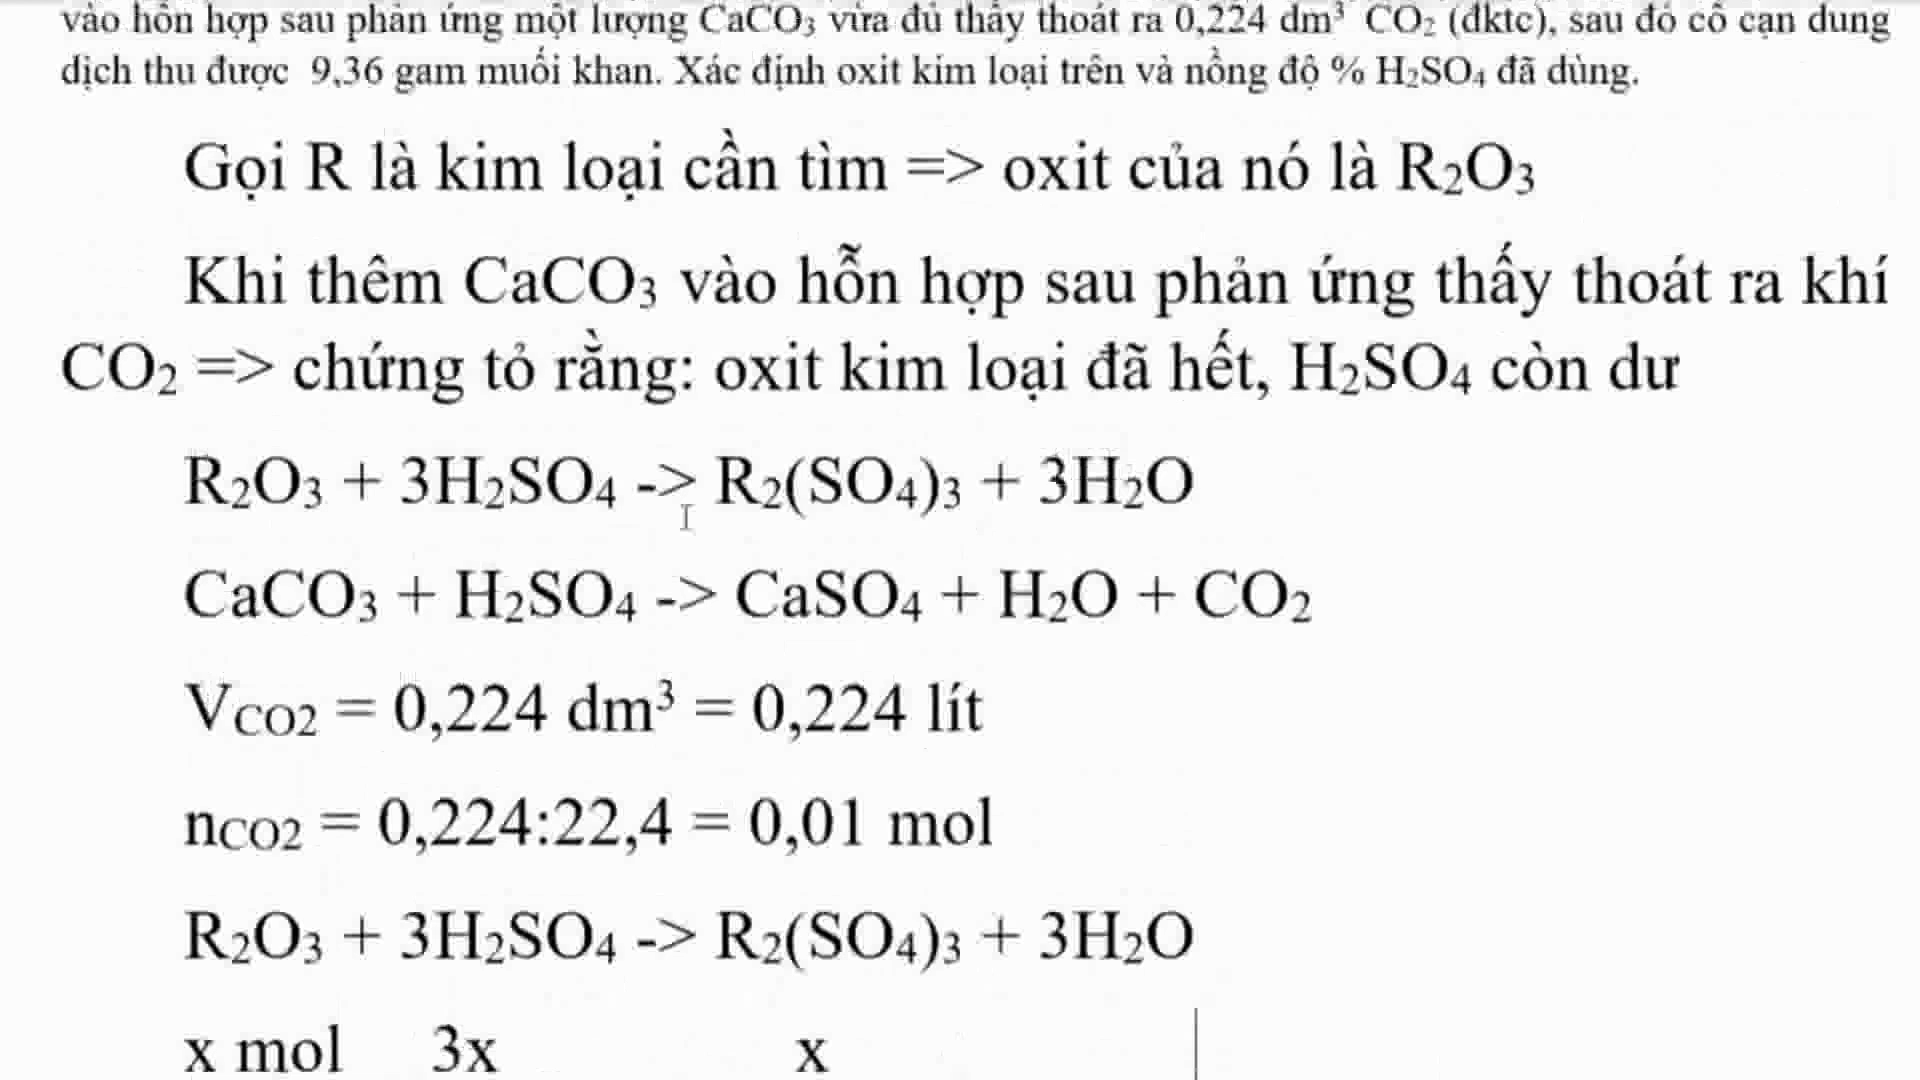 vào hỗn hợp sau phản ứng một lượng CaCO₃ vừa đủ thấy thoát ra 0,224 dm³ CO₂ (đktc), sau đó cô cạn dung
dịch thu được 9,36 gam muối khan. Xác định oxit kim loại trên và nồng độ % H₂SO₄ đã dùng.
Gọi R là kim loại cần tìm => oxit của nó là R₂O₃
Khi thêm CaCO₃ vào hỗn hợp sau phản ứng thấy thoát ra khí
CO₂ => chứng tỏ rằng: oxit kim loại đã hết, H₂SO₄ còn dư
R₂O₃ + 3H₂SO₄ -> R₂(SO₄)₃ + 3H₂O
CaCO₃ + H₂SO₄ -> CaSO₄ + H₂O + CO₂
V_CO2 = 0,224 dm³ = 0,224 lít
n_CO2 = 0,224:22,4 = 0,01 mol
R₂O₃ + 3H₂SO₄ -> R₂(SO₄)₃ + 3H₂O
x mol 3x x